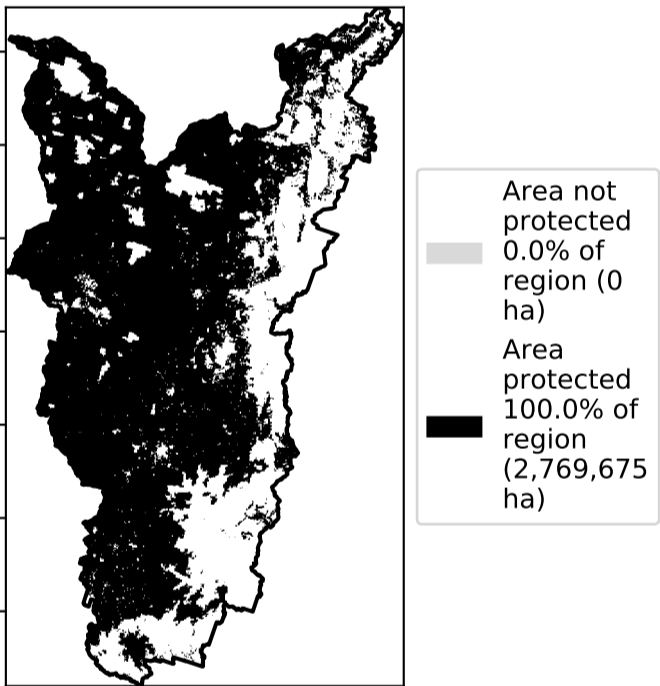 Area not
protected
0.0% of
region (0
ha)
Area
protected
100.0% of
region
(2,769,675
ha)